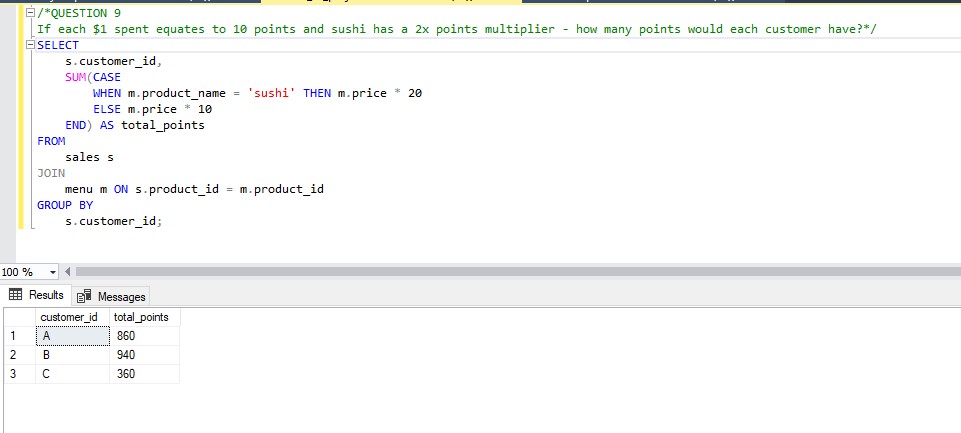 /*QUESTION 9
If each $1 spent equates to 10 points and sushi has a 2x points multiplier - how many points would each customer have?*/
SELECT
s.customer_id,
SUM(CASE
WHEN m.product_name = 'sushi' THEN m.price * 20
ELSE m.price * 10
END) AS total_points
FROM
sales s
JOIN
menu m ON s.product_id = m.product_id
GROUP BY
s.customer_id;
100 %
Results Messages
customer_id total_points
1 A 860
2 B 940
3 C 360